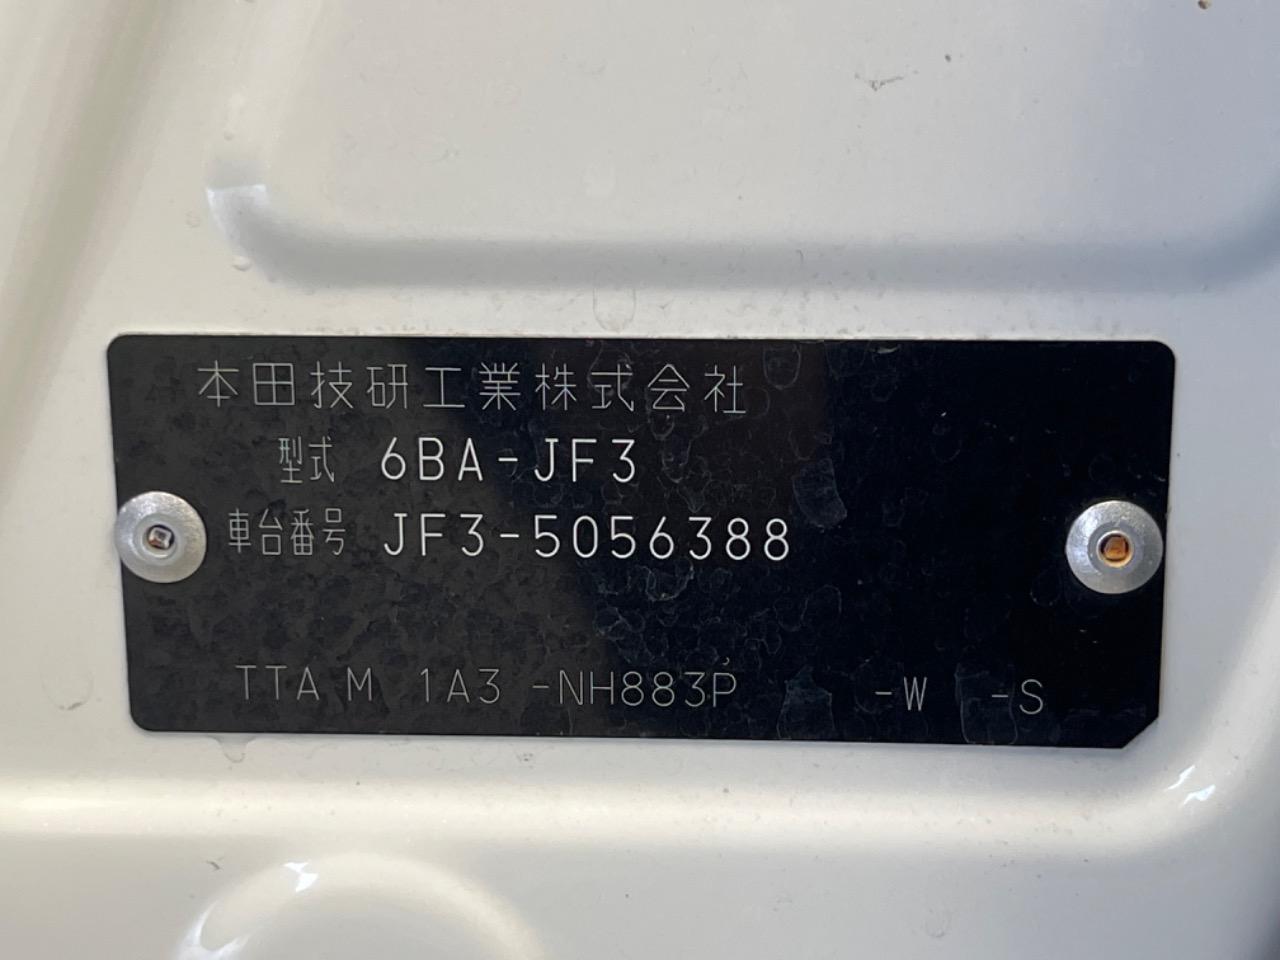 本田技研工業株式会社
型式 6BA-JF3
車台番号 JF3-5056388
TTA M 1A3 -NH883P -W -S